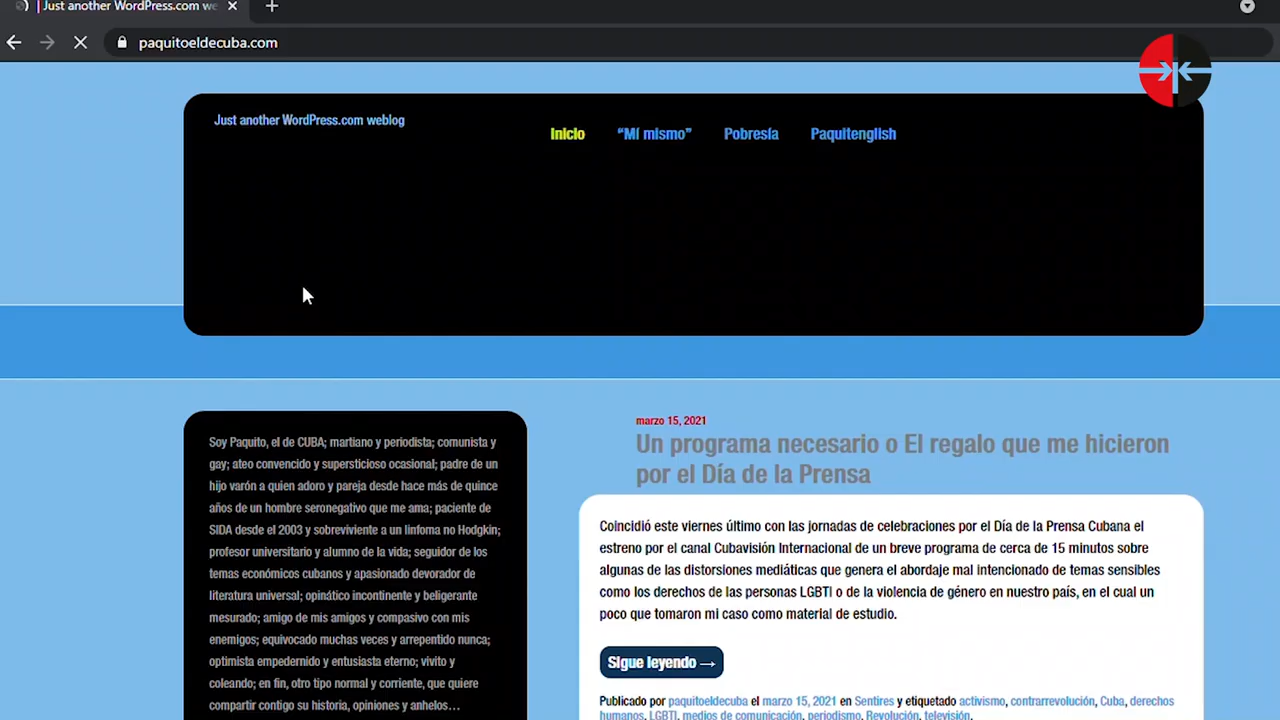 Just another WordPress.com we
paquitoeldecuba.com
Just another WordPress.com weblog
Inicio "Mí mismo" Pobresía Paquitenglish
Soy Paquito, el de CUBA; martiano y periodista; comunista y
gay; ateo convencido y supersticioso ocasional; padre de un
hijo varón a quien adoro y pareja desde hace más de quince
años de un hombre seronegativo que me ama; paciente de
SIDA desde el 2003 y sobreviviente a un linfoma no Hodgkin;
profesor universitario y alumno de la vida; seguidor de los
temas económicos cubanos y apasionado devorador de
literatura universal; opinático incontinente y beligerante
mesurado; amigo de mis amigos y compasivo con mis
enemigos; equivocado muchas veces y arrepentido nunca;
optimista empedernido y entusiasta eterno; vivito y
coleando; en fin, otro tipo normal y corriente, que quiere
compartir contigo su historia, opiniones y anhelos…
marzo 15, 2021
Un programa necesario o El regalo que me hicieron
por el Día de la Prensa
Coincidió este viernes último con las jornadas de celebraciones por el Día de la Prensa Cubana el
estreno por el canal Cubavisión Internacional de un breve programa de cerca de 15 minutos sobre
algunas de las distorsiones mediáticas que genera el abordaje mal intencionado de temas sensibles
como los derechos de las personas LGBTI o de la violencia de género en nuestro país, en el cual un
poco que tomaron mi caso como material de estudio.
Sigue leyendo →
Publicado por paquitoeldecuba el marzo 15, 2021 en Sentires y etiquetado activismo, contrarrevolución, Cuba, derechos
humanos, LGBTI, medios de comunicación, periodismo, Revolución, televisión.